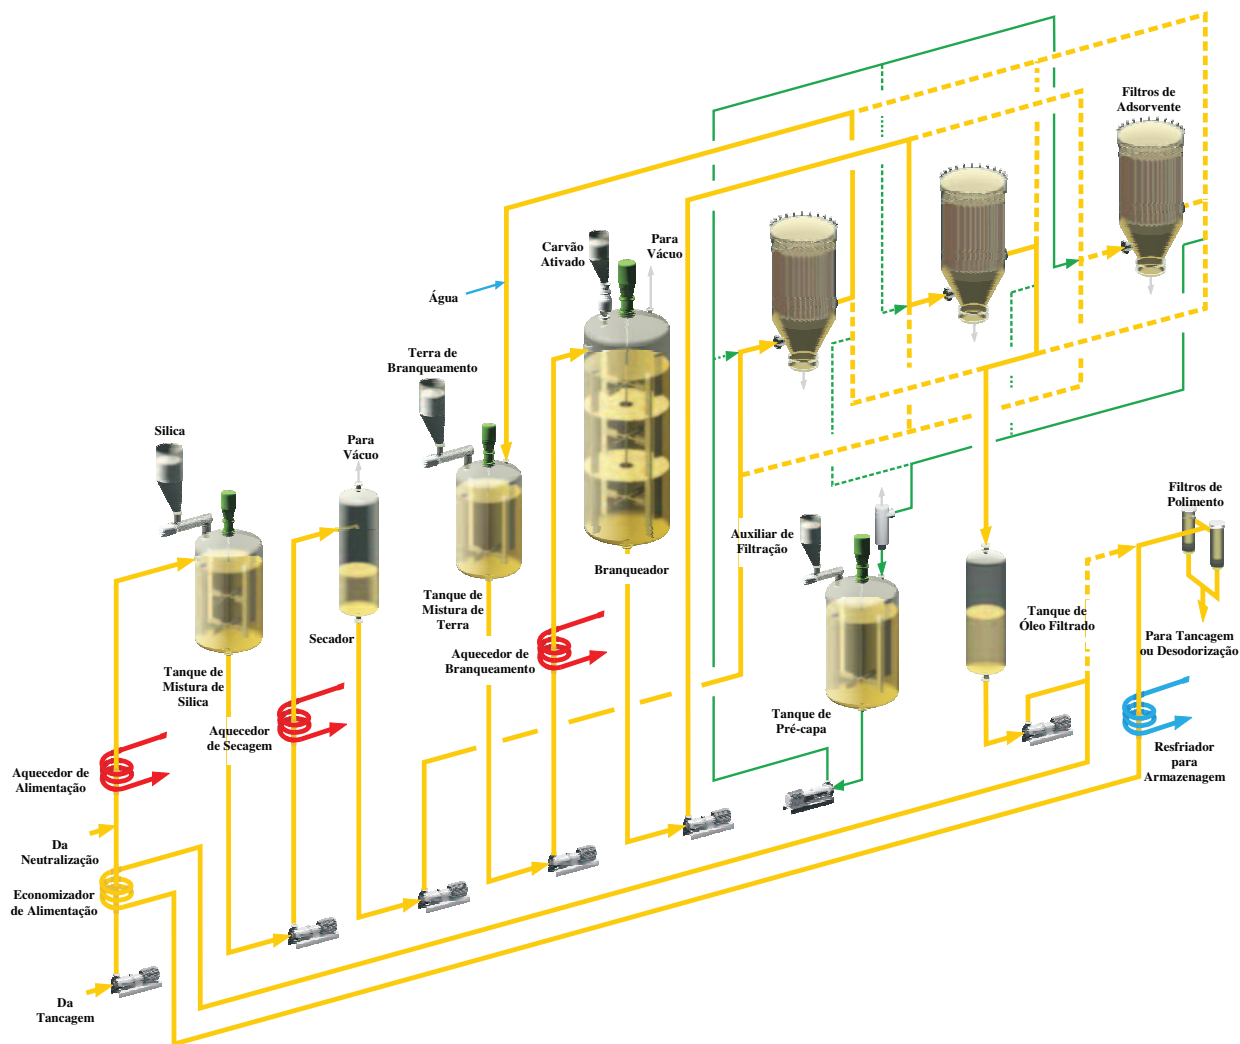 Filtros de
Adsorvente
Carvão
Ativado
Para
Vácuo
Água
Terra de
Branqueamento
Silica
Para
Vácuo
Filtros de
Polimento
Auxiliar de
Filtração
Branqueador
Tanque de
Mistura de
Terra
Tanque de
Óleo Filtrado
Secador
Para Tancagem
ou Desodorização
Aquecedor de
Branqueamento
Tanque de
Mistura de
Silica
Tanque de
Pré-capa
Aquecedor
de Secagem
Resfriador
para
Armazenagem
Aquecedor de
Alimentação
Da
Neutralização
Economizador
de Alimentação
Da
Tancagem